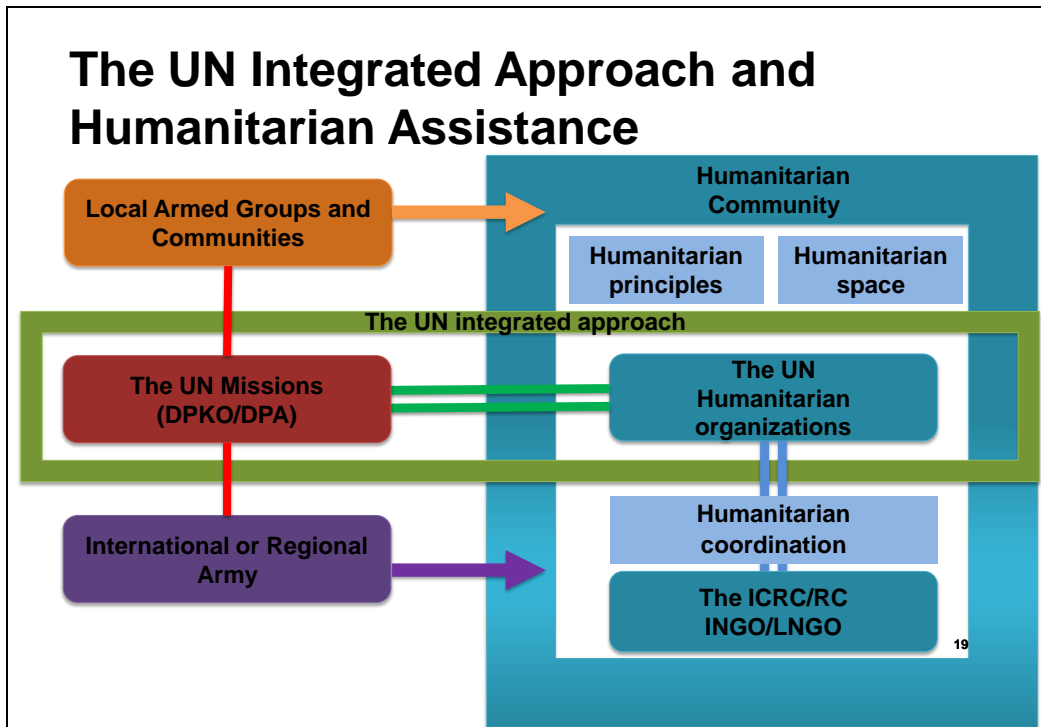 The UN Integrated Approach and
Humanitarian Assistance
Local Armed Groups and
Communities
Humanitarian
Community
Humanitarian
principles
Humanitarian
space
The UN integrated approach
The UN Missions
(DPKO/DPA)
The UN
Humanitarian
organizations
International or Regional
Army
Humanitarian
coordination
The ICRC/RC
INGO/LNGO
19